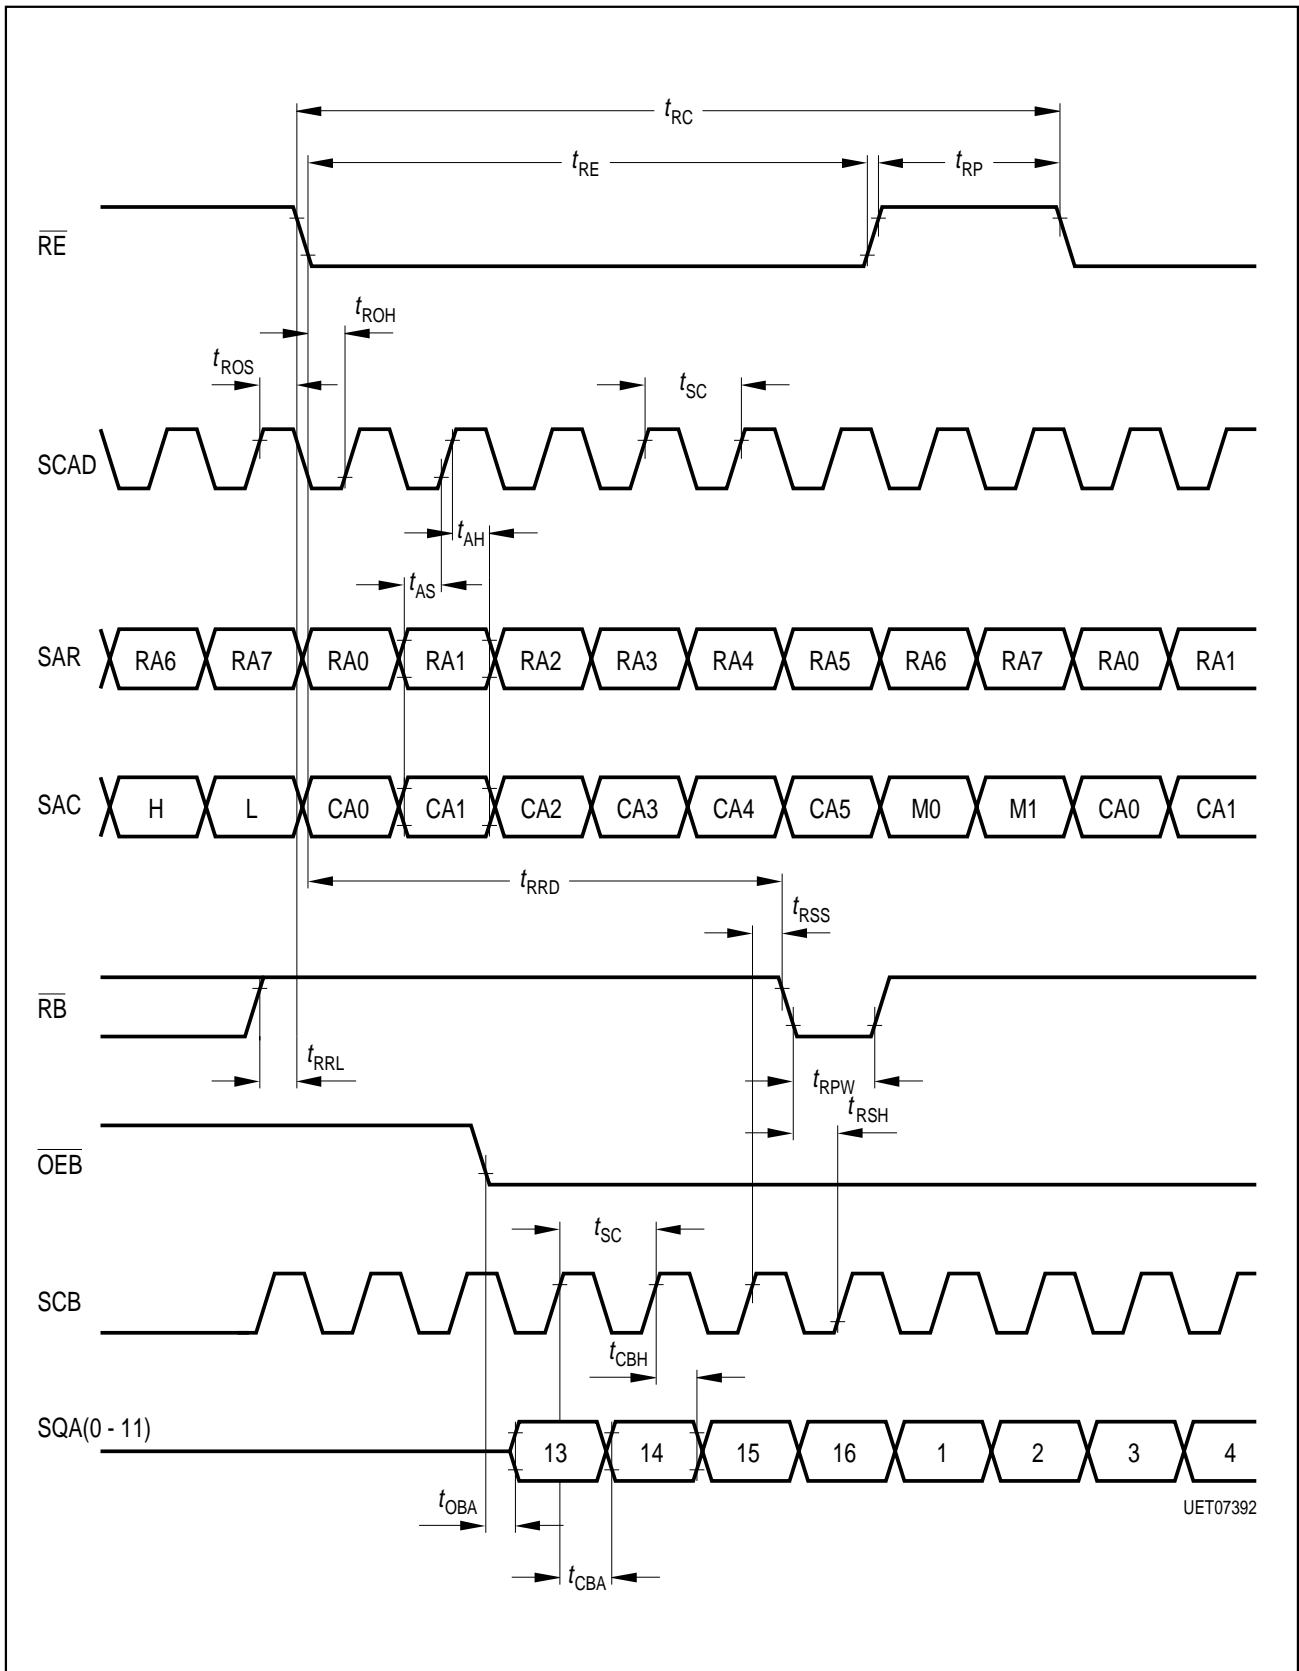 tRC
tRE
tRP
RE
tROH
tROS
tSC
SCAD
tAH
tAS
SAR RA6 RA7 RA0 RA1 RA2 RA3 RA4 RA5 RA6 RA7 RA0 RA1
SAC H L CA0 CA1 CA2 CA3 CA4 CA5 M0 M1 CA0 CA1
tRRD
tRSS
RB
tRRL
tRPW
tRSH
OEB
tSC
SCB
tCBH
SQA(0 - 11) 13 14 15 16 1 2 3 4
tOBA
UET07392
tCBA